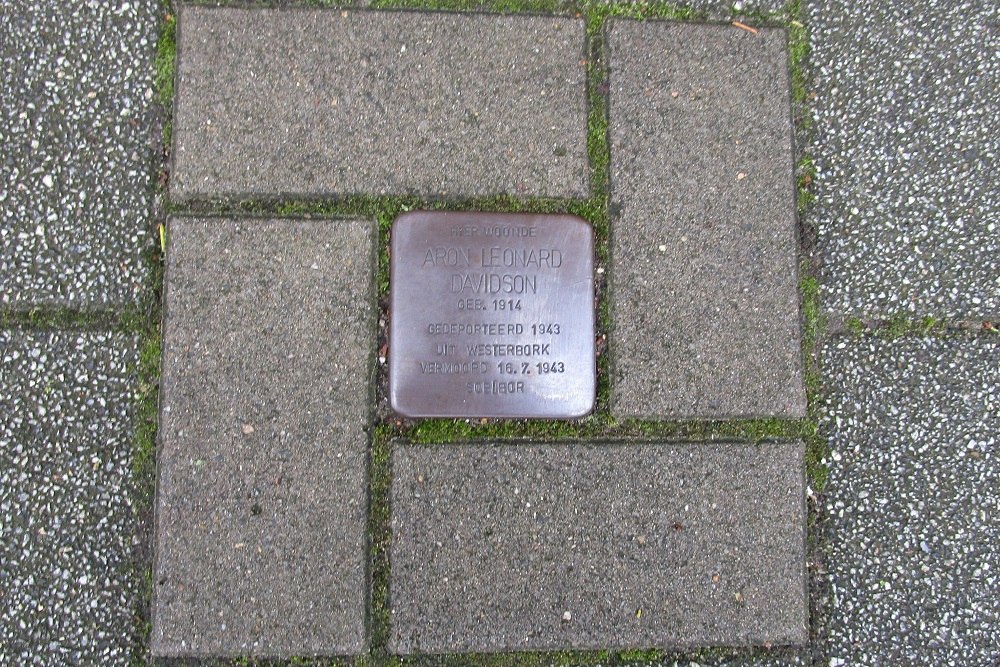 HIER WOONDE
ARON LEONARD
DAVIDSON
GEB. 1914
GEDEPORTEERD 1943
UIT WESTERBORK
VERMOORD 16.7.1943
SOBIBOR